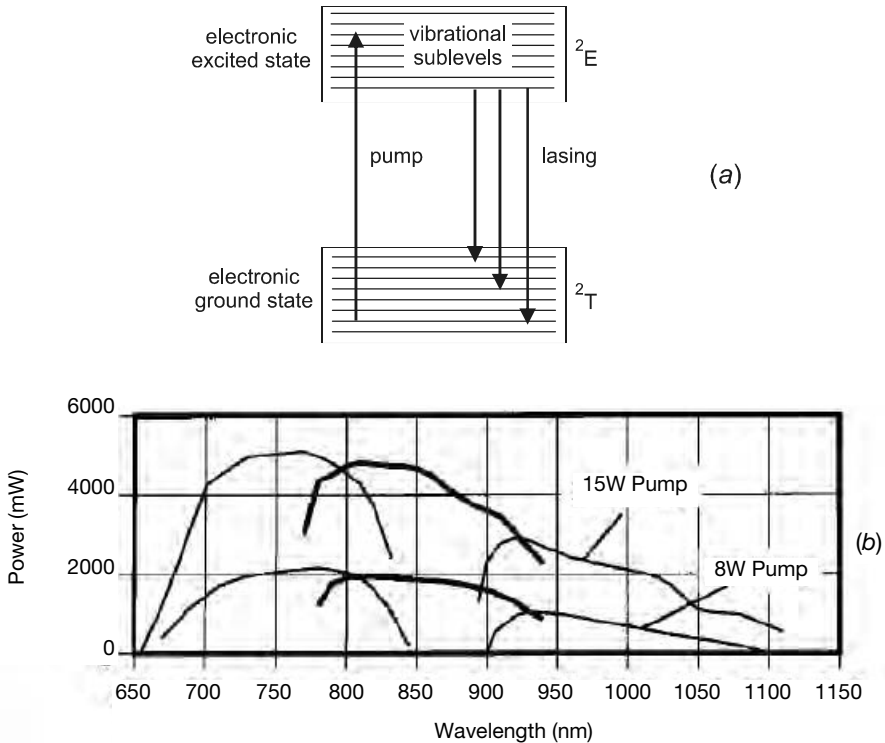 electronic
excited state
vibrational
sublevels
²E
pump
lasing
(a)
electronic
ground state
²T
6000
4000
2000
0
Power (mW)
15W Pump
8W Pump
(b)
650 700 750 800 850 900 950 1000 1050 1100 1150
Wavelength (nm)